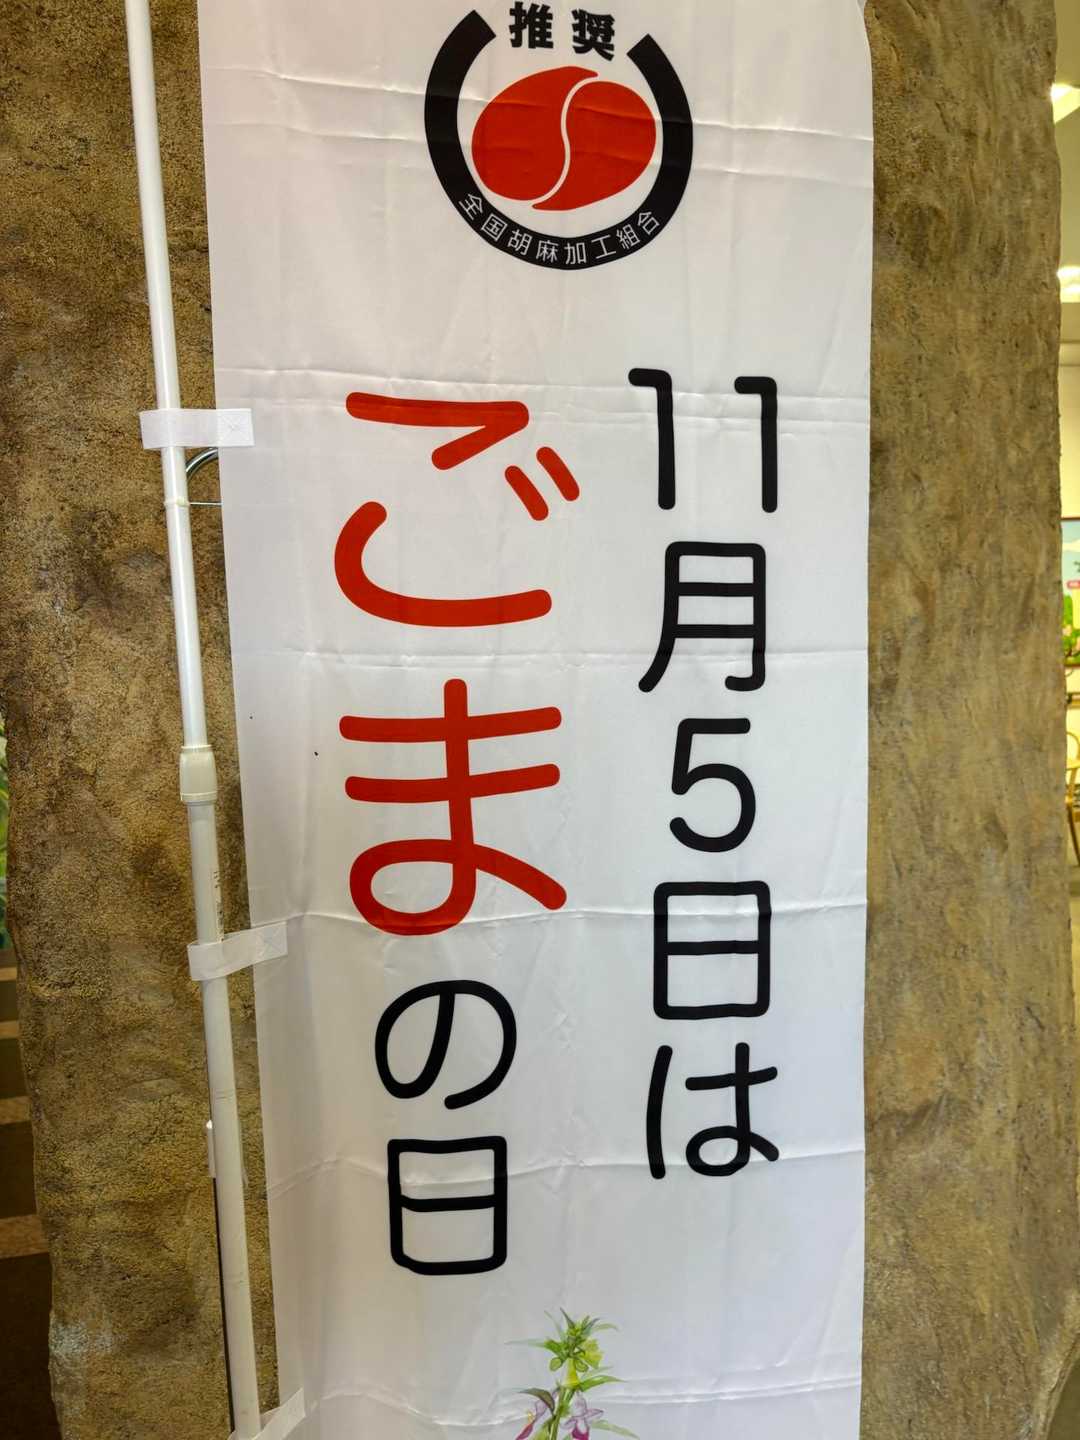 推奨
全国胡麻加工組合
11月5日は
ごまの日